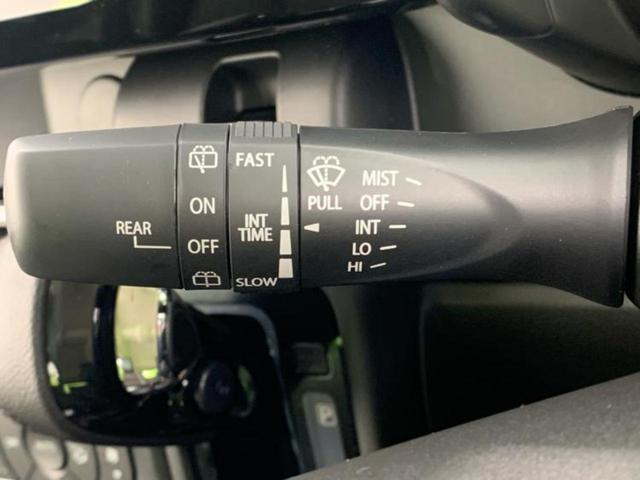 REAR
ON
OFF
FAST
INT
TIME
SLOW
PULL
MIST
OFF
INT
LO
HI